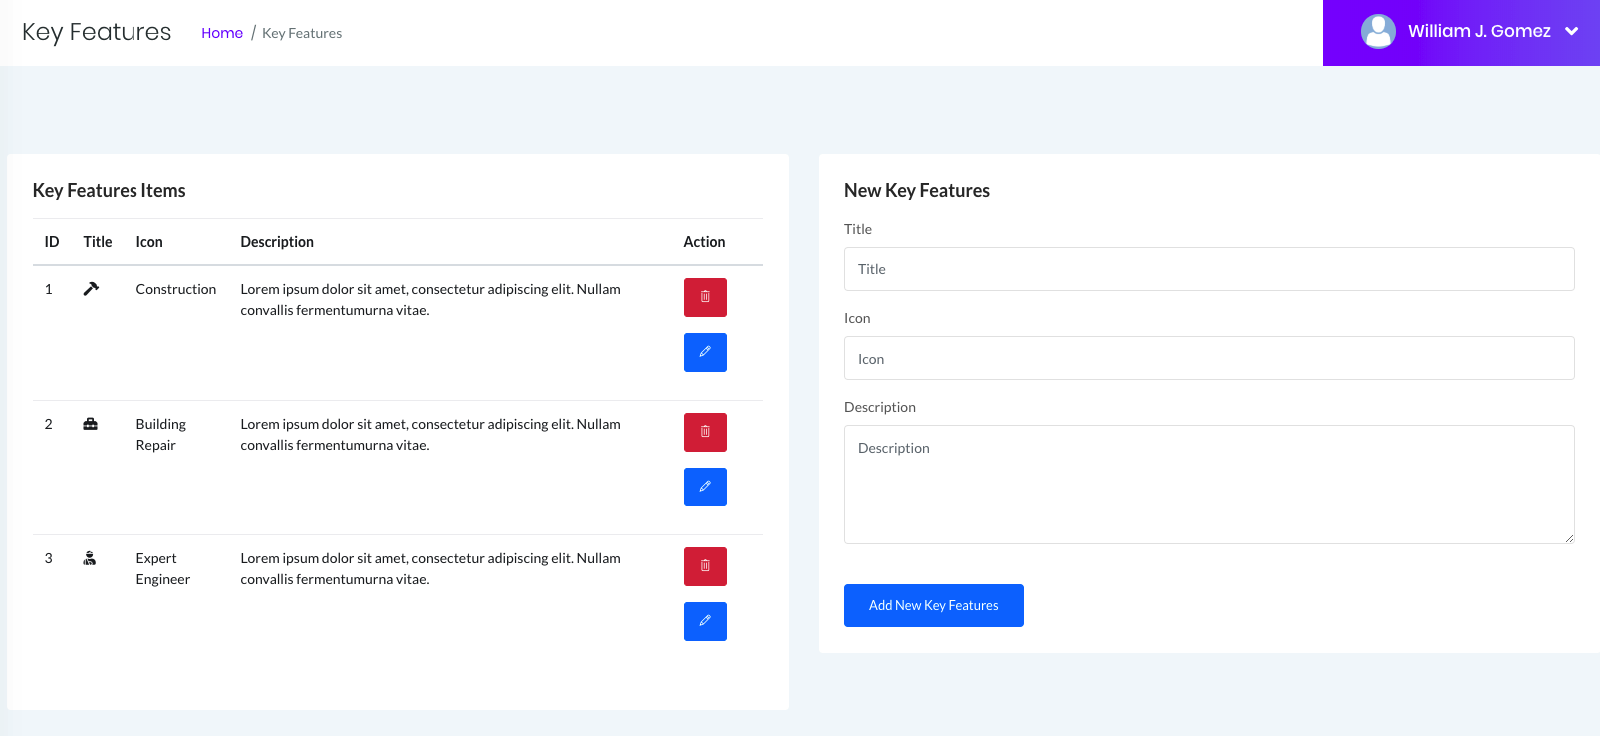 Key Features
Home / Key Features
William J. Gomez
Key Features Items
ID Title Icon Description Action
1 Construction Lorem ipsum dolor sit amet, consectetur adipiscing elit. Nullam
convallis fermentumurna vitae.
2 Building Lorem ipsum dolor sit amet, consectetur adipiscing elit. Nullam
Repair convallis fermentumurna vitae.
3 Expert Lorem ipsum dolor sit amet, consectetur adipiscing elit. Nullam
Engineer convallis fermentumurna vitae.
New Key Features
Title
Title
Icon
Icon
Description
Description
Add New Key Features